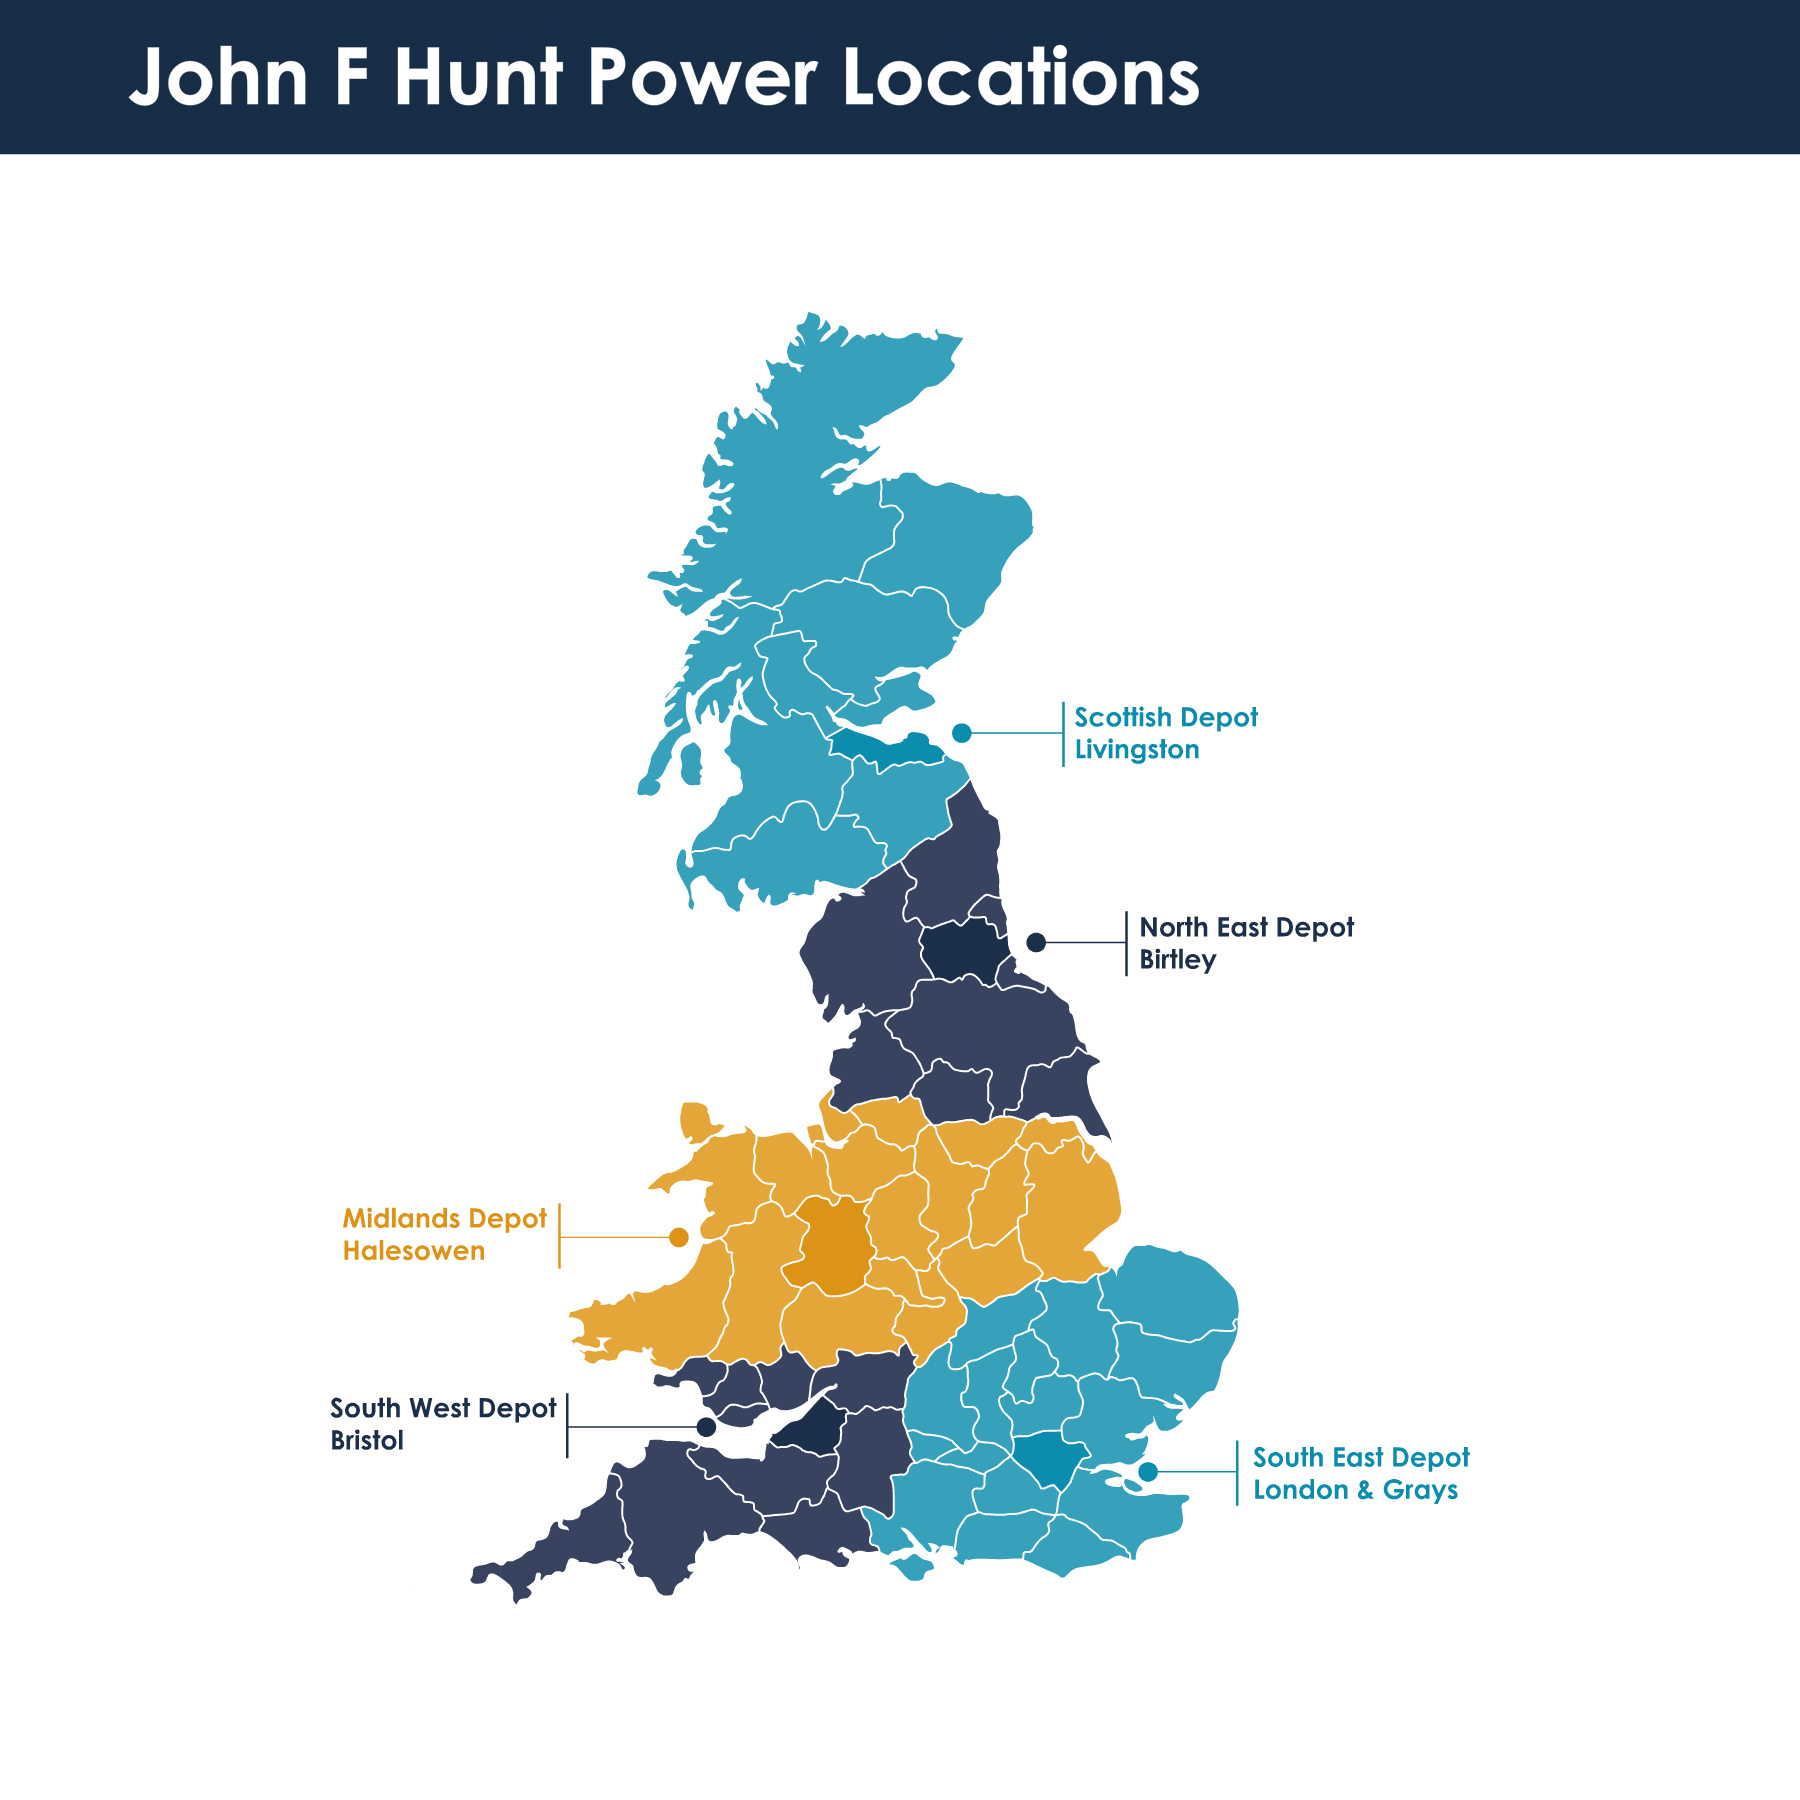 John F Hunt Power Locations
Scottish Depot
Livingston
North East Depot
Birtley
Midlands Depot
Halesowen
South West Depot
Bristol
South East Depot
London & Grays